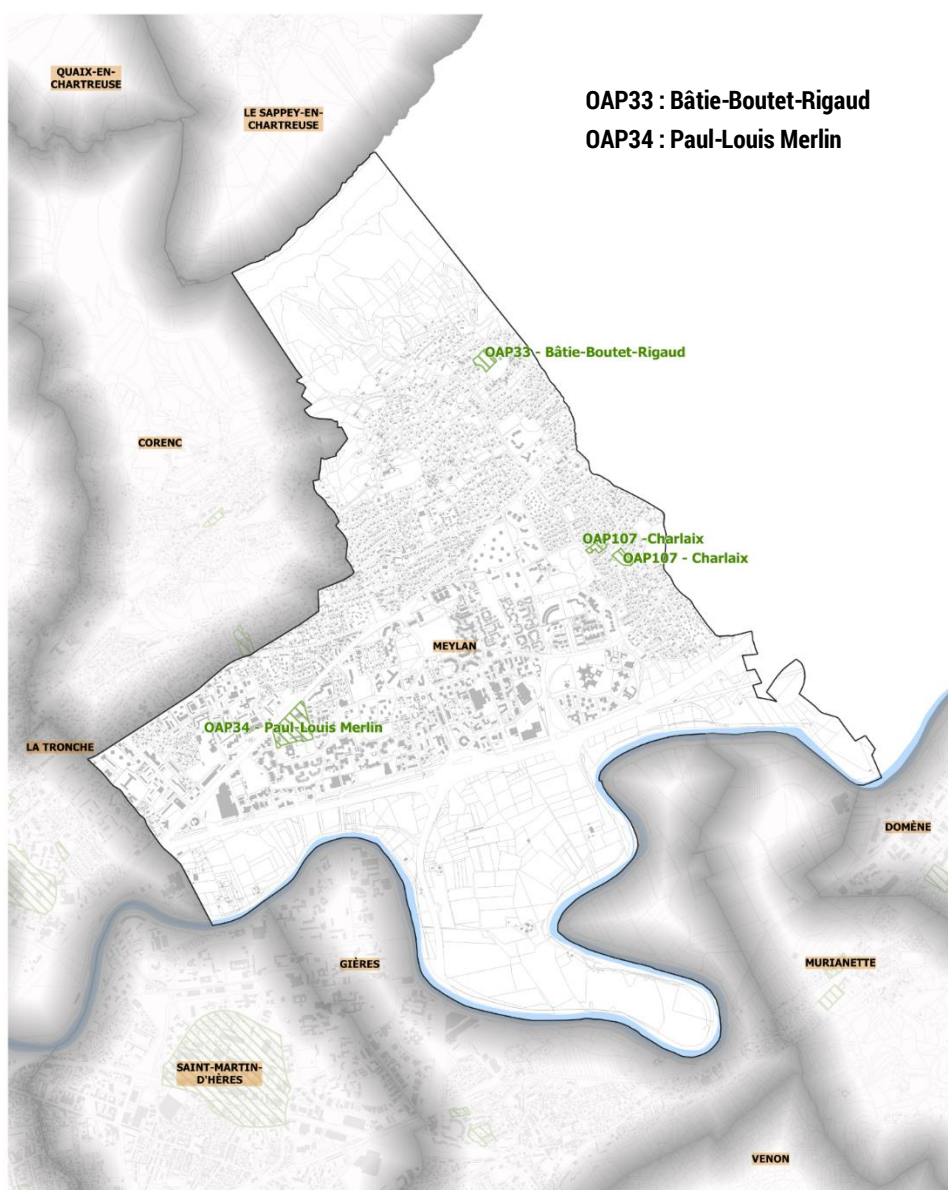 QUAIX-EN-
CHARTREUSE
LE SAPPEY-EN-
CHARTREUSE
OAP33 : Bâtie-Boutet-Rigaud
OAP34 : Paul-Louis Merlin
OAP33 - Bâtie-Boutet-Rigaud
CORENC
OAP107 -Charlaix
OAP107 - Charlaix
MEYLAN
OAP34 - Paul-Louis Merlin
LA TRONCHE
DOMÈNE
GIÈRES
MURIANETTE
SAINT-MARTIN-
D'HÈRES
VENON